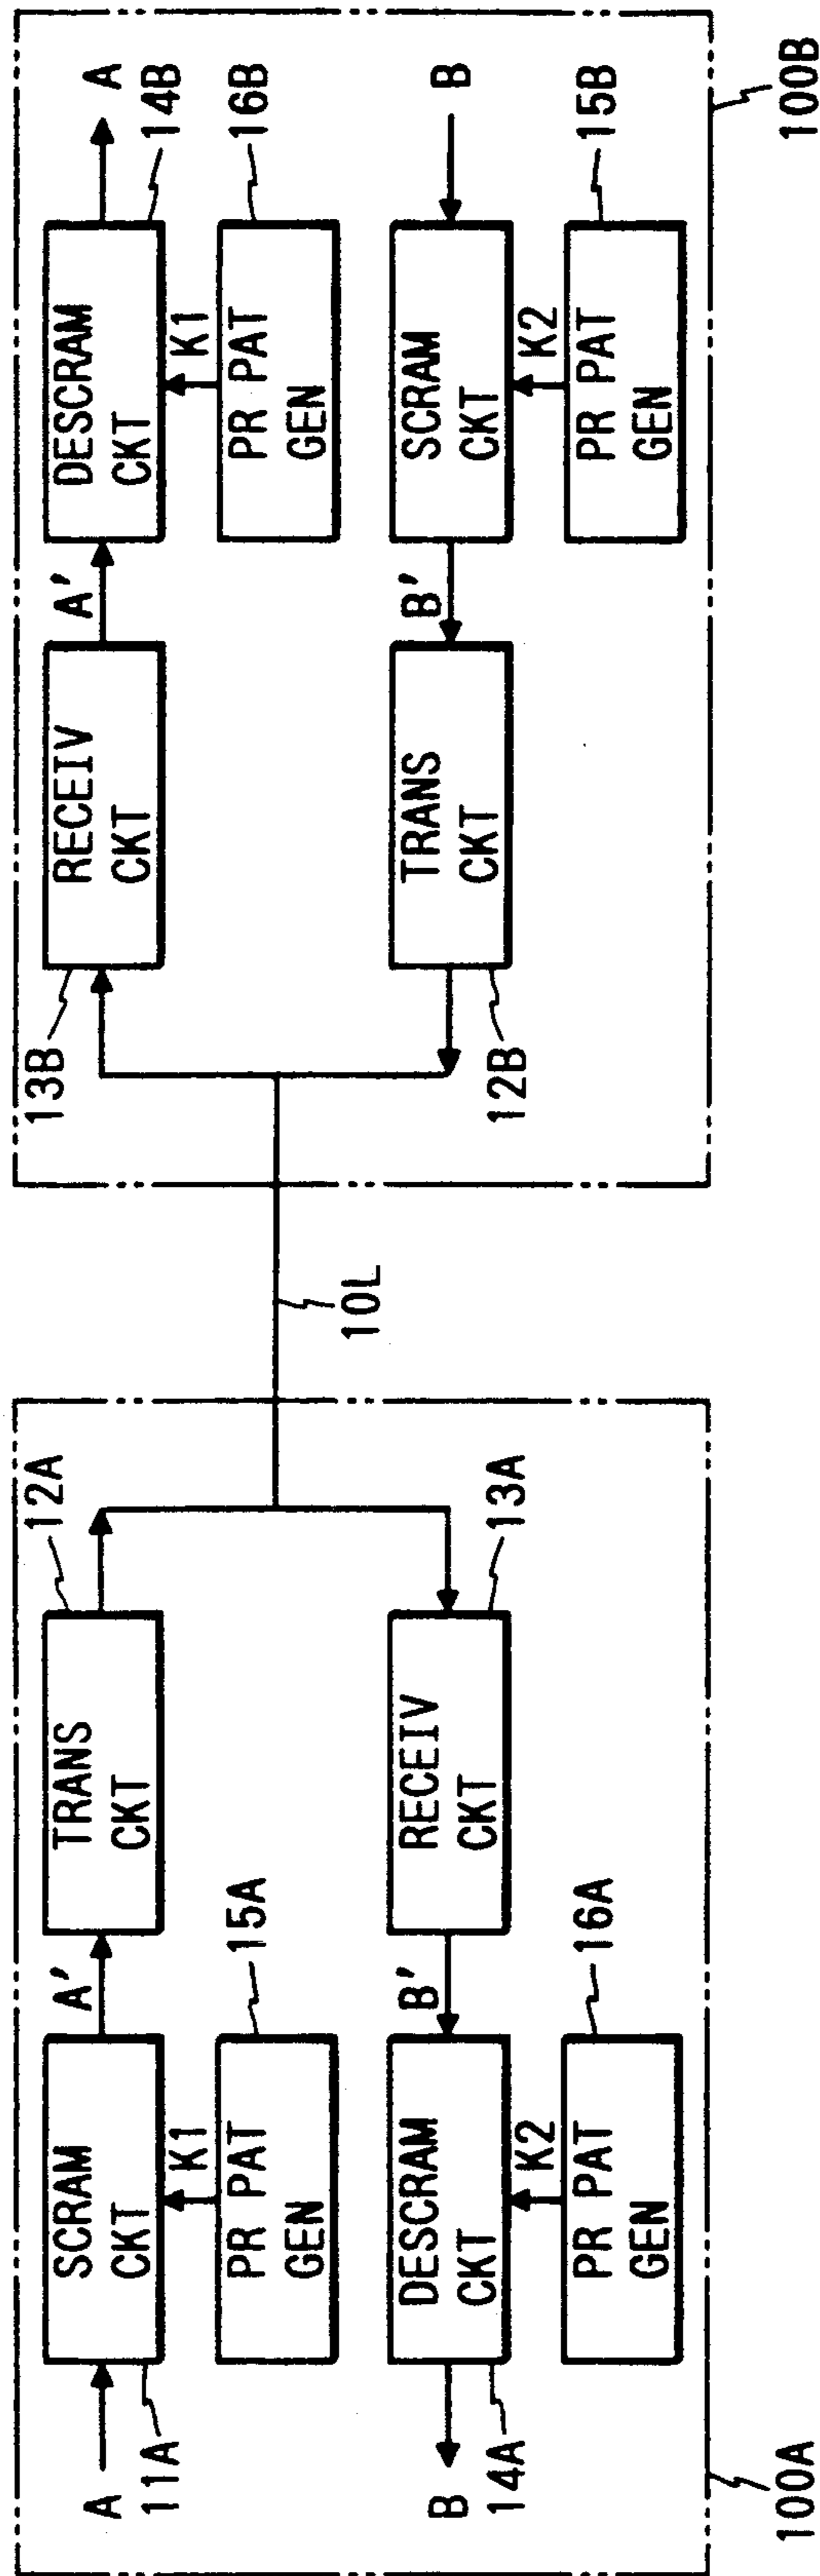 A
11A
SCRAM
CKT
K1
PR PAT
GEN
15A
A'
TRANS
CKT
12A
B
14A
DESCRAM
CKT
K2
PR PAT
GEN
16A
B'
RECEIV
CKT
13A
100A
10L
13B
RECEIV
CKT
A'
DESCRAM
CKT
14B
A
K1
PR PAT
GEN
16B
12B
TRANS
CKT
B'
SCRAM
CKT
B
K2
PR PAT
GEN
15B
100B